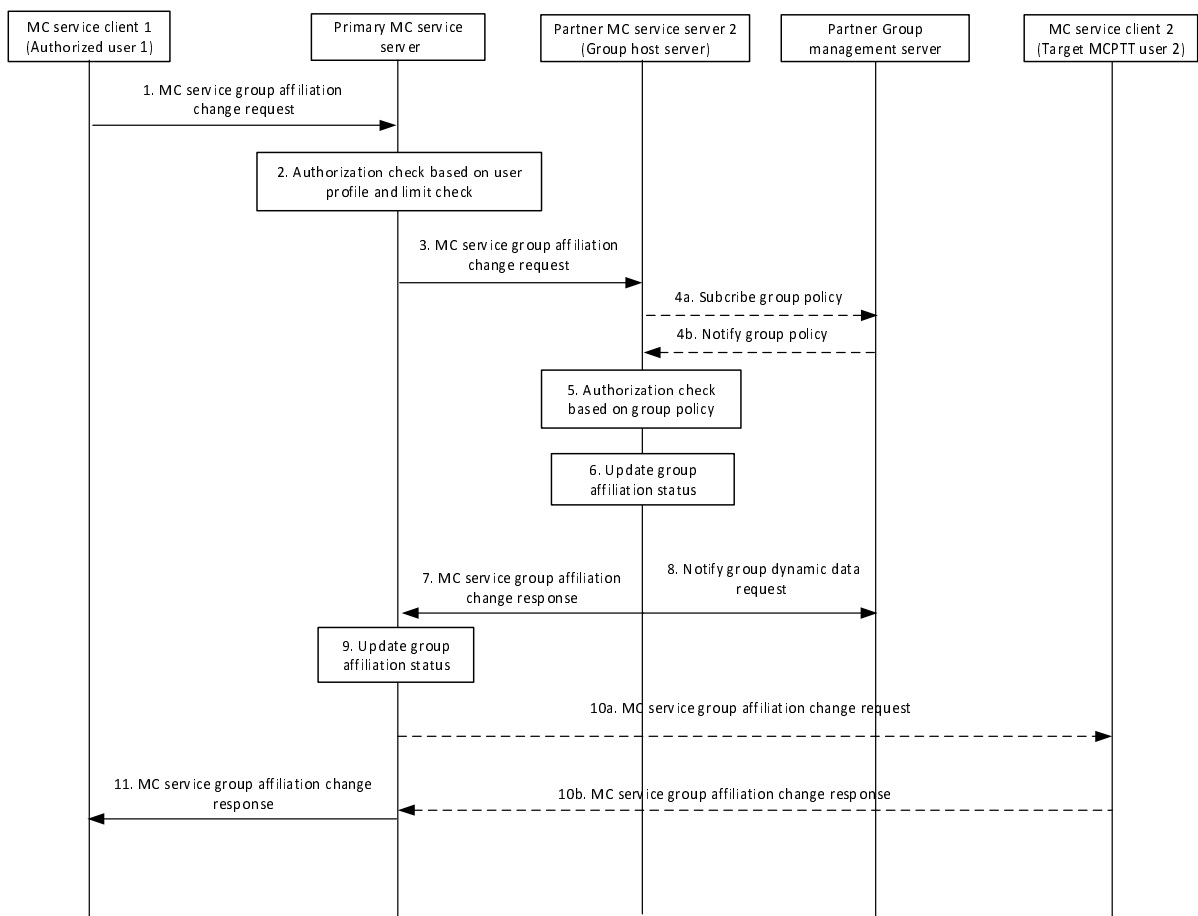 MC service client 1
(Authorized user 1)
Primary MC service
server
Partner MC service server 2
(Group host server)
Partner Group
management server
MC service client 2
(Target MCPTT user 2)
1. MC service group affiliation
change request
2. Authorization check based on user
profile and limit check
3. MC service group affiliation
change request
4a. Subcribe group policy
4b. Notify group policy
5. Authorization check
based on group policy
6. Update group
affiliation status
7. MC service group affiliation
change response
8. Notify group dynamic data
request
9. Update group
affiliation status
10a. MC service group affiliation change request
11. MC service group affiliation change
response
10b. MC service group affiliation change response